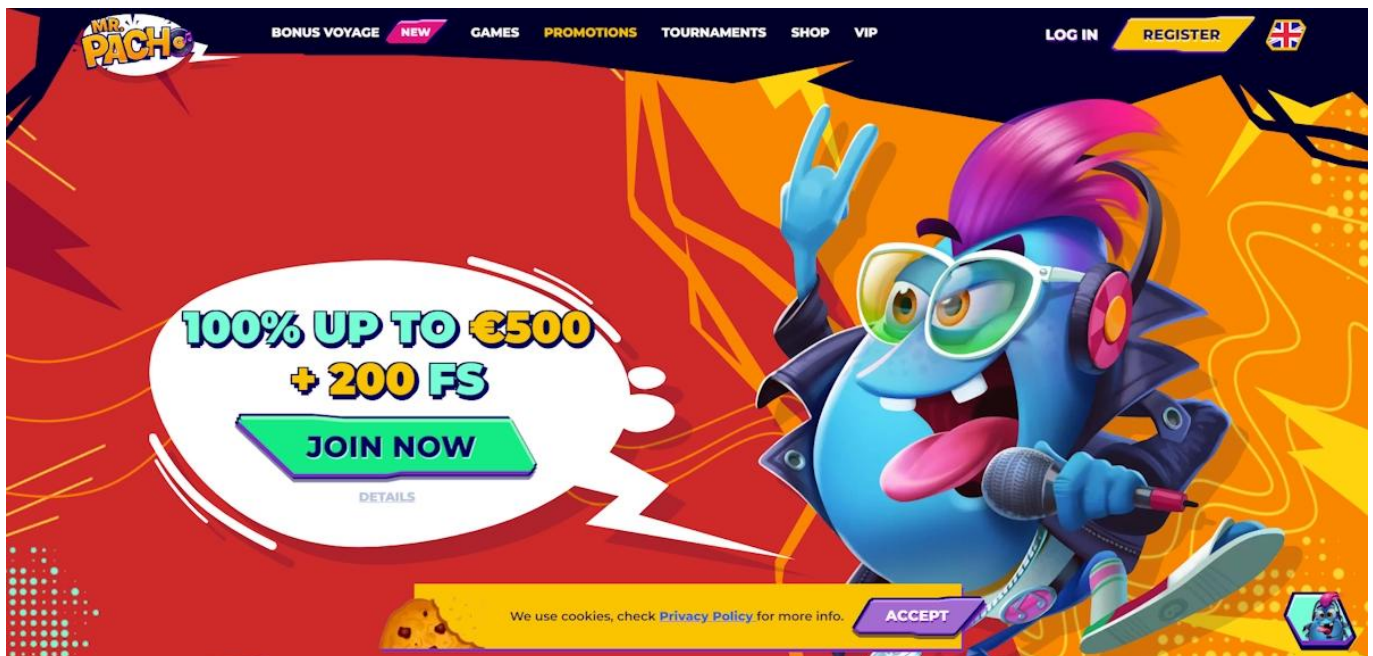 MR.
PACHO
BONUS VOYAGE NEW GAMES PROMOTIONS TOURNAMENTS SHOP VIP LOG IN REGISTER
100% UP TO €500
+ 200 FS
JOIN NOW
DETAILS
We use cookies, check Privacy Policy for more info. ACCEPT